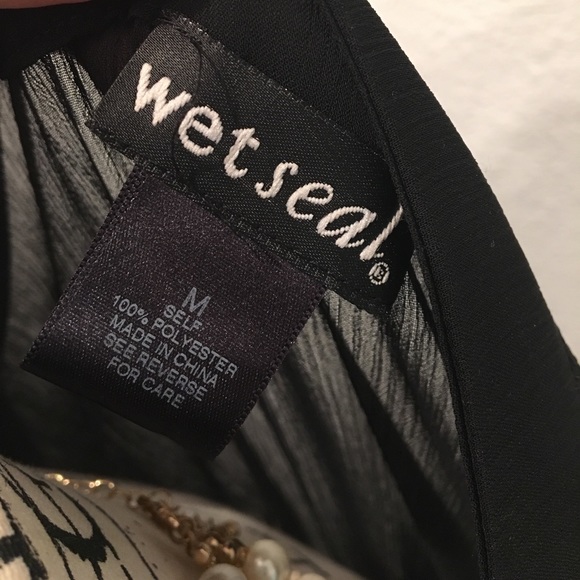 wet seal®
M
SELF
100% POLYESTER
MADE IN CHINA
SEE REVERSE
FOR CARE